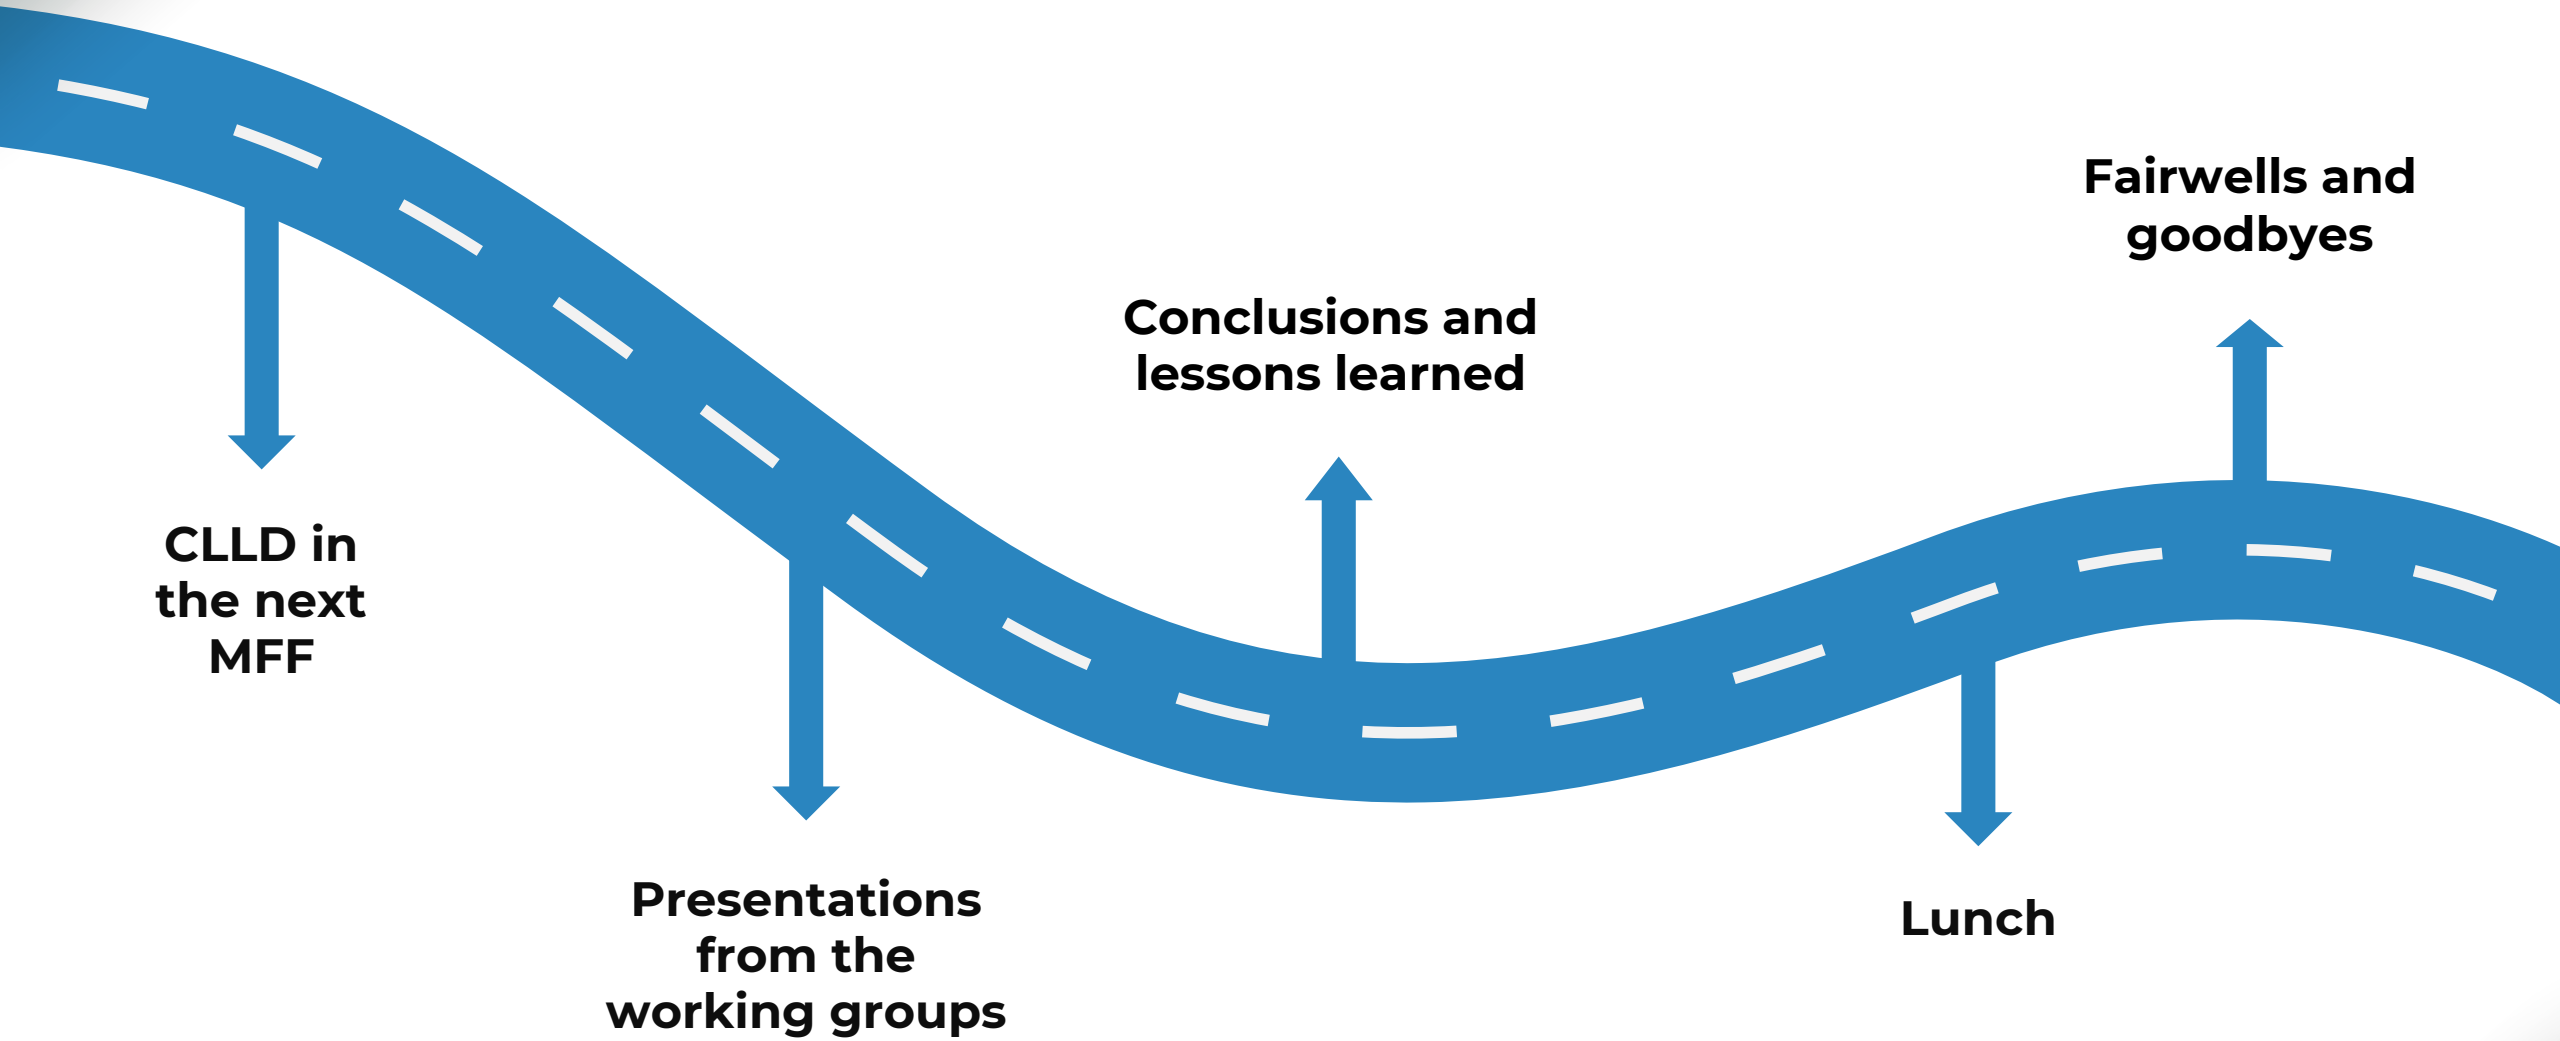 CLLD in
the next
MFF
Presentations
from the
working groups
Conclusions and
lessons learned
Lunch
Fairwells and
goodbyes